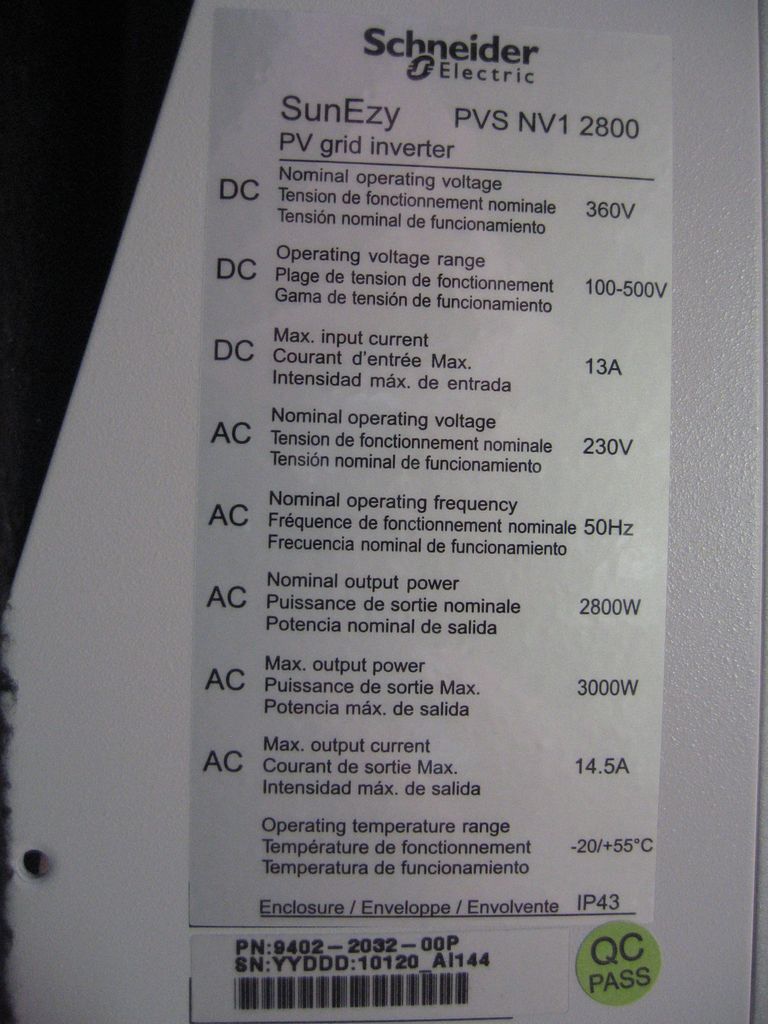 Schneider
Electric
SunEzy PVS NV1 2800
PV grid inverter
DC Nominal operating voltage
Tension de fonctionnement nominale 360V
Tensión nominal de funcionamiento
Operating voltage range
DC Plage de tension de fonctionnement 100-500V
Gama de tensión de funcionamiento
Max. input current
DC Courant d'entrée Max. 13A
Intensidad máx. de entrada
Nominal operating voltage
AC Tension de fonctionnement nominale 230V
Tensión nominal de funcionamiento
Nominal operating frequency
AC Fréquence de fonctionnement nominale 50Hz
Frecuencia nominal de funcionamiento
Nominal output power
AC Puissance de sortie nominale 2800W
Potencia nominal de salida
Max. output power
AC Puissance de sortie Max. 3000W
Potencia máx. de salida
Max. output current
AC Courant de sortie Max. 14.5A
Intensidad máx. de salida
Operating temperature range
Température de fonctionnement -20/+55°C
Temperatura de funcionamiento
Enclosure / Enveloppe / Envolvente IP43
PN:9402-2032-00P
SN:YYDDD:10120_AI144
QC
PASS